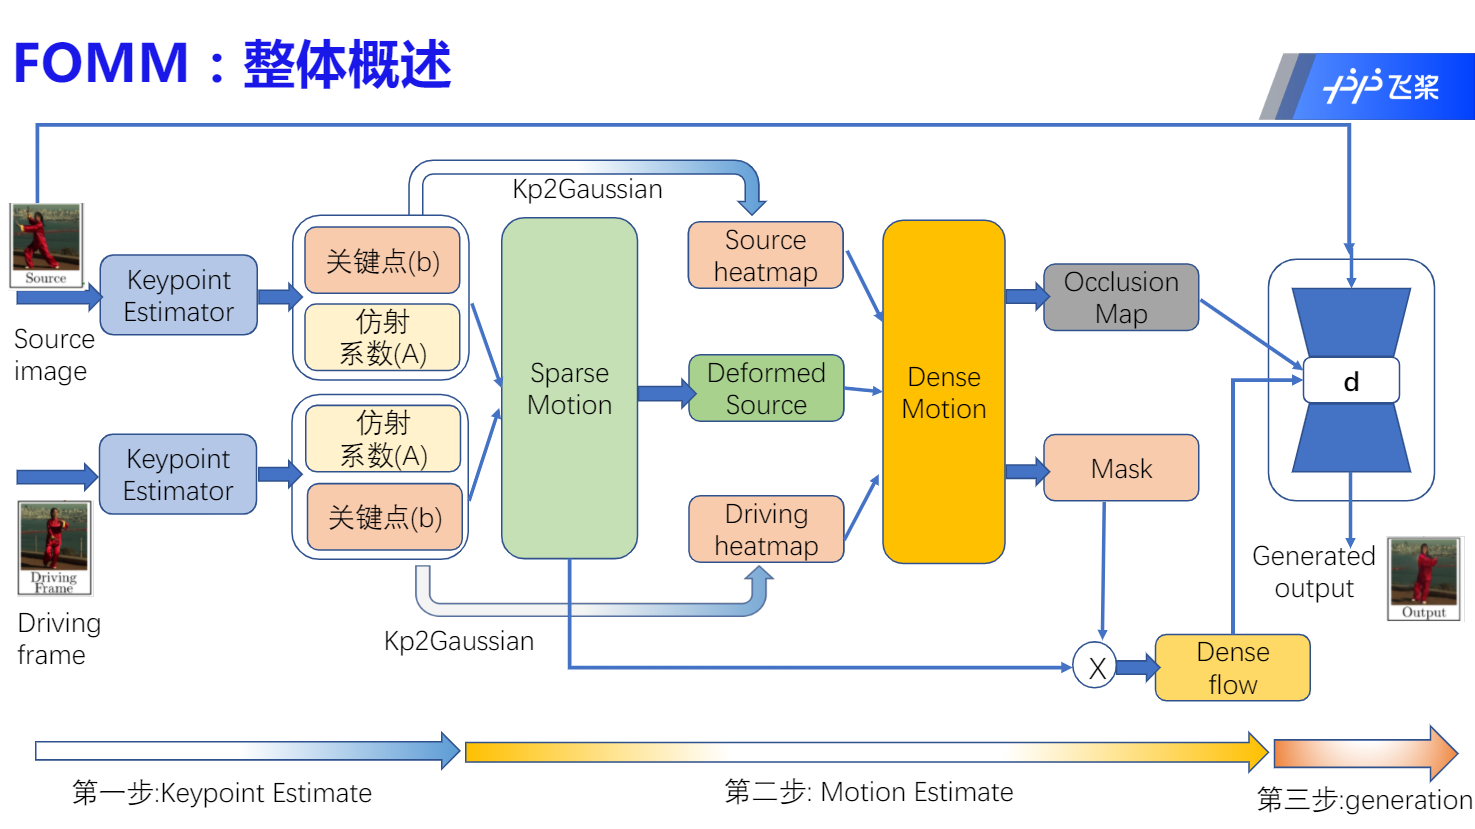 FOMM：整体概述
飞桨
Kp2Gaussian
Source
Source
image
Keypoint
Estimator
关键点(b)
仿射
系数(A)
Sparse
Motion
Source
heatmap
Deformed
Source
Driving
heatmap
Dense
Motion
Occlusion
Map
Mask
d
Keypoint
Estimator
仿射
系数(A)
关键点(b)
Driving
Frame
Driving
frame
Kp2Gaussian
X
Dense
flow
Generated
output
Output
第一步:Keypoint Estimate
第二步: Motion Estimate
第三步:generation